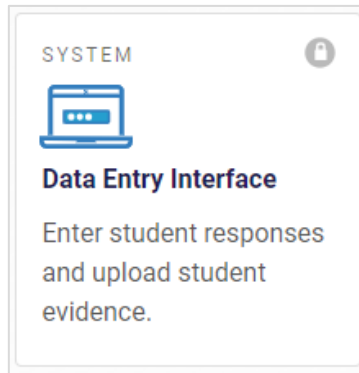 SYSTEM
Data Entry Interface
Enter student responses
and upload student
evidence.